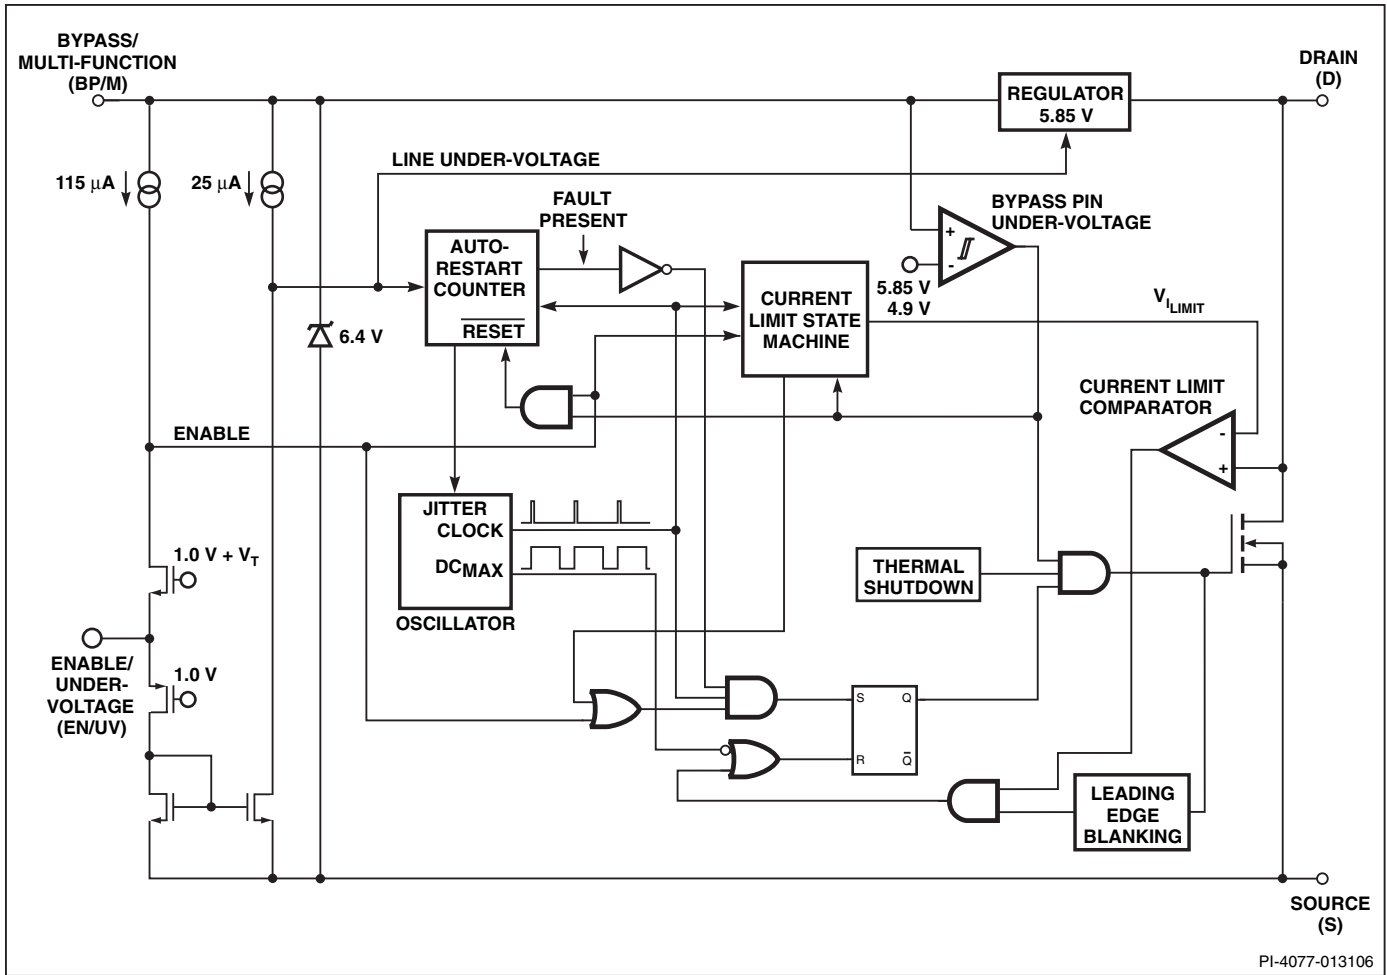 BYPASS/
MULTI-FUNCTION
(BP/M)
DRAIN
(D)
REGULATOR
5.85 V
LINE UNDER-VOLTAGE
115 μA
25 μA
FAULT
PRESENT
BYPASS PIN
UNDER-VOLTAGE
AUTO-
RESTART
COUNTER
RESET
+
-
5.85 V
4.9 V
CURRENT
LIMIT STATE
MACHINE
VILIMIT
6.4 V
CURRENT LIMIT
COMPARATOR
-
+
ENABLE
JITTER
CLOCK
DCMAX
OSCILLATOR
1.0 V + VT
THERMAL
SHUTDOWN
ENABLE/
UNDER-
VOLTAGE
(EN/UV)
1.0 V
S Q
R Q
LEADING
EDGE
BLANKING
SOURCE
(S)
PI-4077-013106